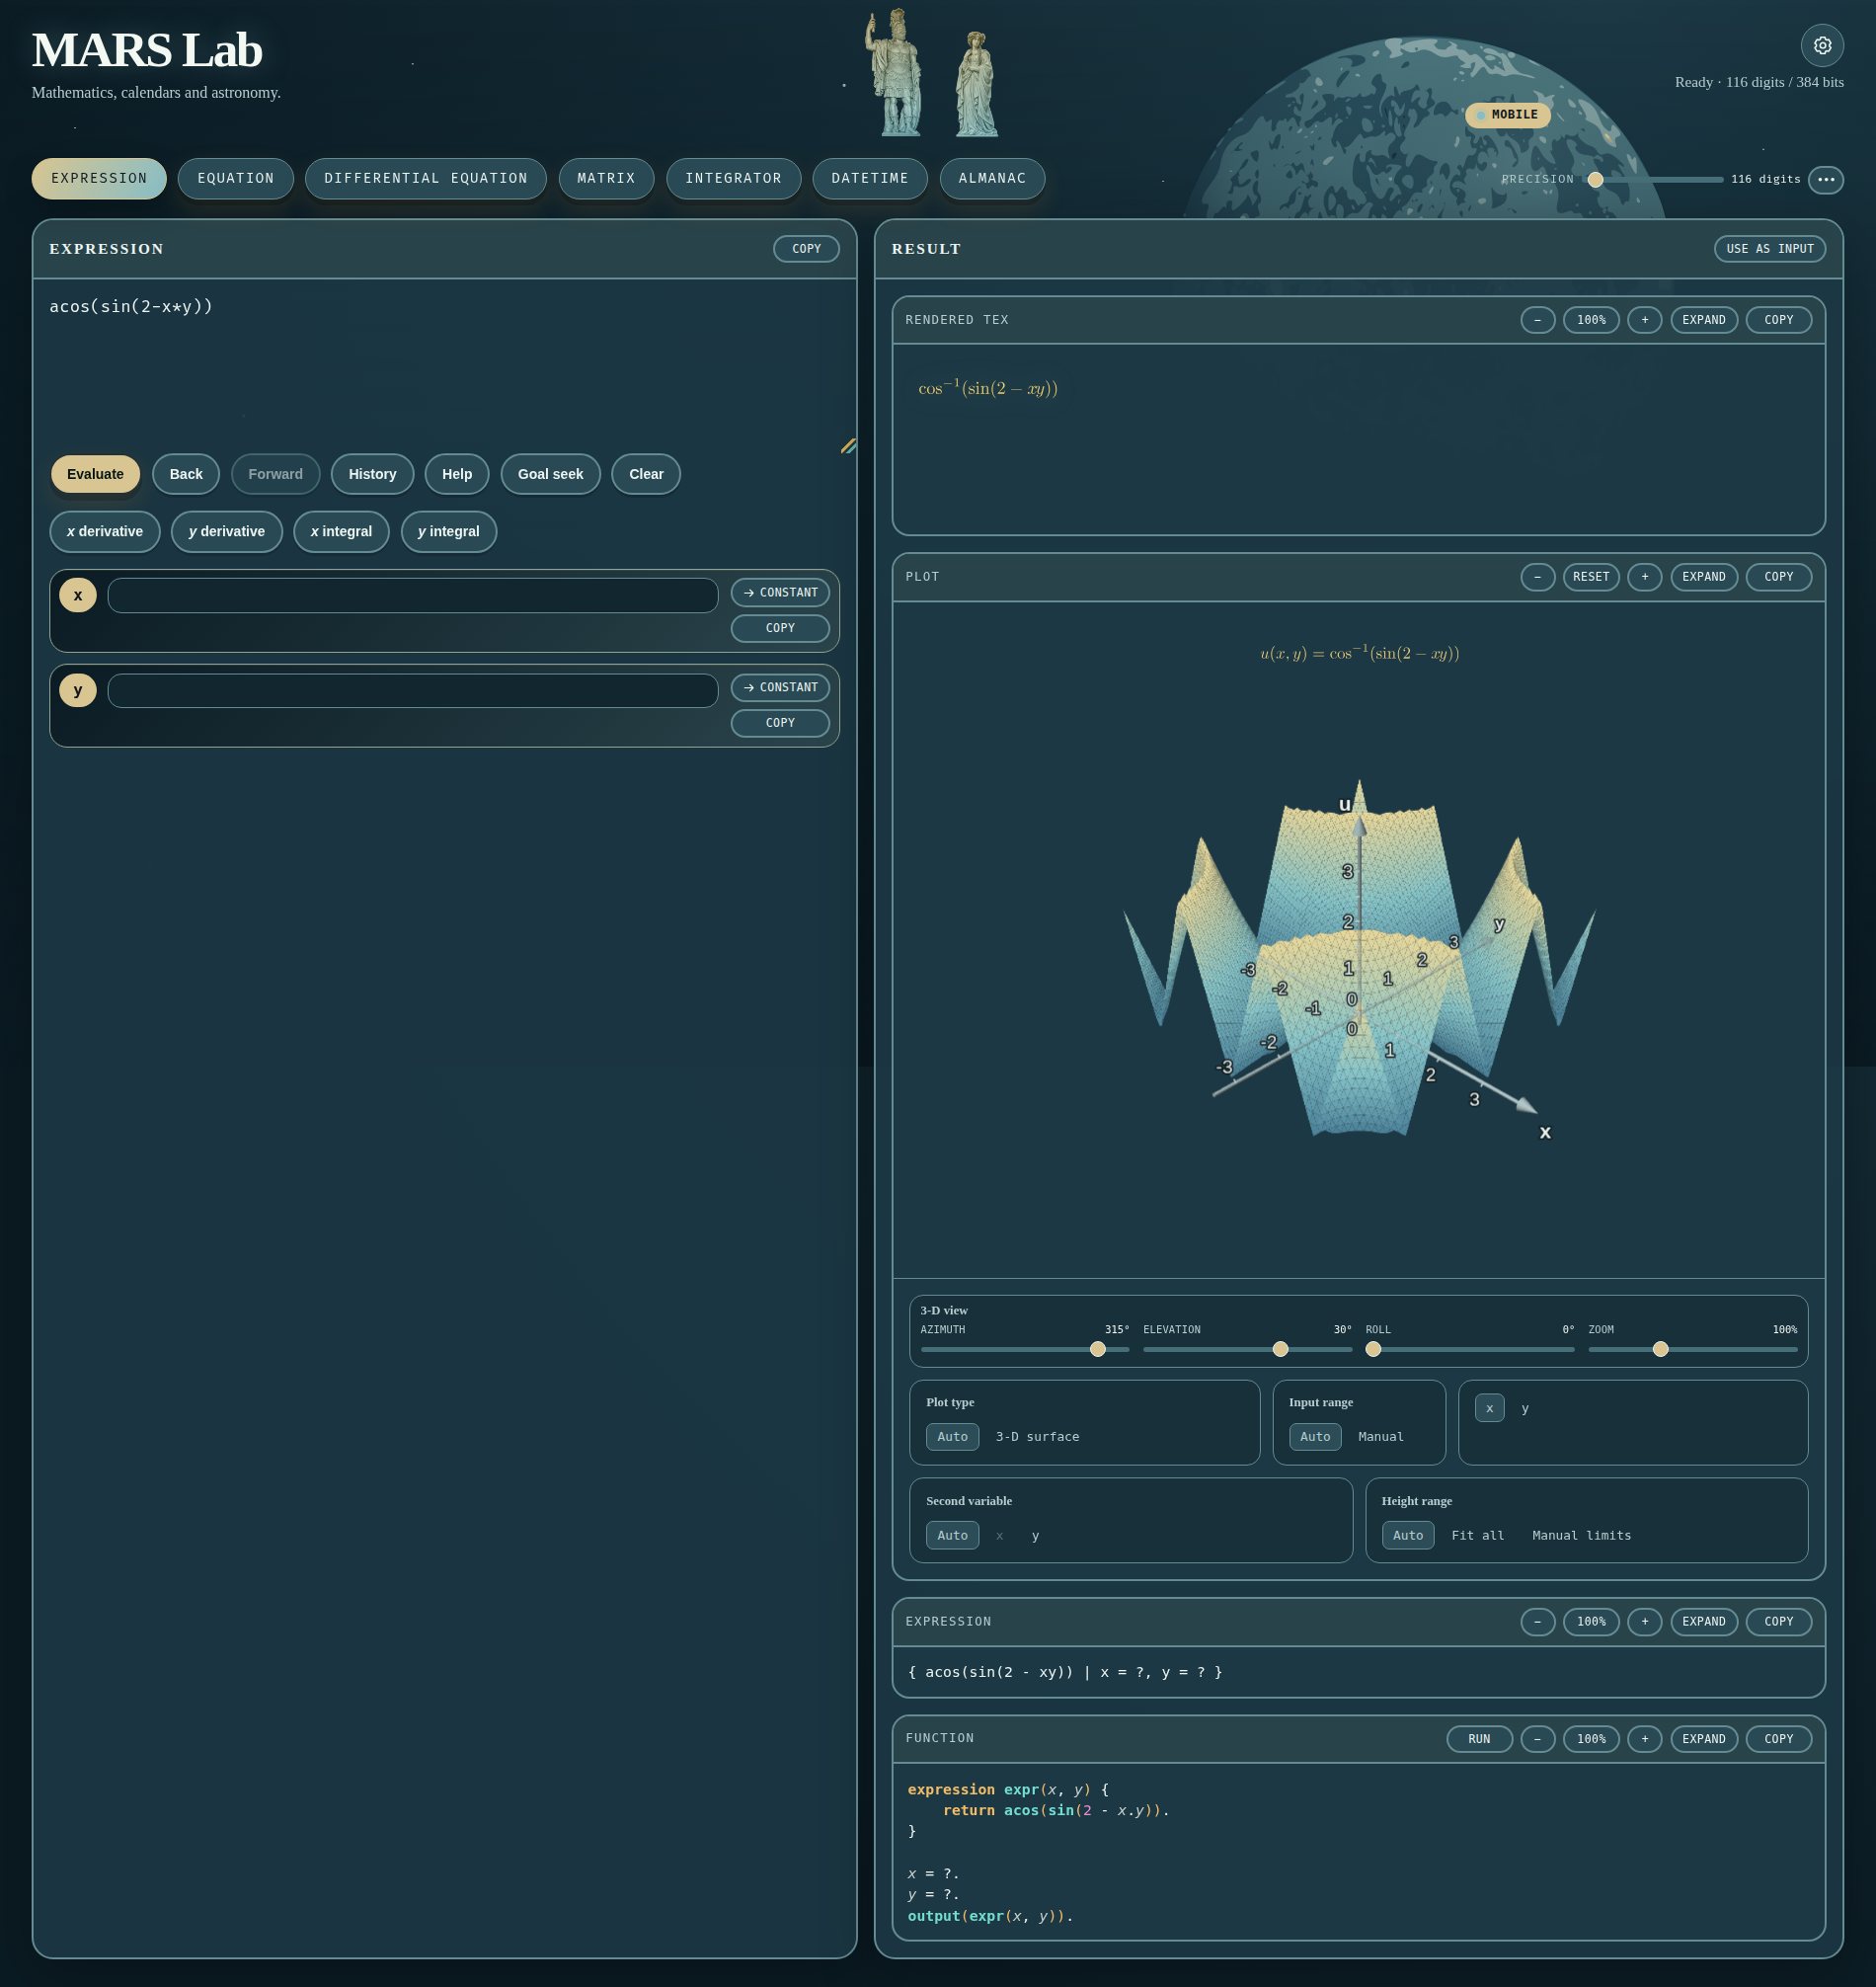 MARS Lab
Mathematics, calendars and astronomy.
Ready · 116 digits / 384 bits
MOBILE
EXPRESSION EQUATION DIFFERENTIAL EQUATION MATRIX INTEGRATOR DATETIME ALMANAC
PRECISION 116 digits •••
EXPRESSION COPY
acos(sin(2-x*y))
Evaluate Back Forward History Help Goal seek Clear
x derivative y derivative x integral y integral
x → CONSTANT
COPY
y → CONSTANT
COPY
RESULT USE AS INPUT
RENDERED TEX − 100% + EXPAND COPY
cos⁻¹(sin(2 − xy))
PLOT − RESET + EXPAND COPY
u(x, y) = cos⁻¹(sin(2 − xy))
u
3
2 y
-3 1 3
-2 2
-1 0 1
0
-2 1
-3 2
3
x
3-D view
AZIMUTH 315° ELEVATION 30° ROLL 0° ZOOM 100%
Plot type
Auto 3-D surface
Input range
Auto Manual
x y
Second variable
Auto x y
Height range
Auto Fit all Manual limits
EXPRESSION − 100% + EXPAND COPY
{ acos(sin(2 - xy)) | x = ?, y = ? }
FUNCTION RUN − 100% + EXPAND COPY
expression expr(x, y) {
    return acos(sin(2 - x.y)).
}
x = ?.
y = ?.
output(expr(x, y)).